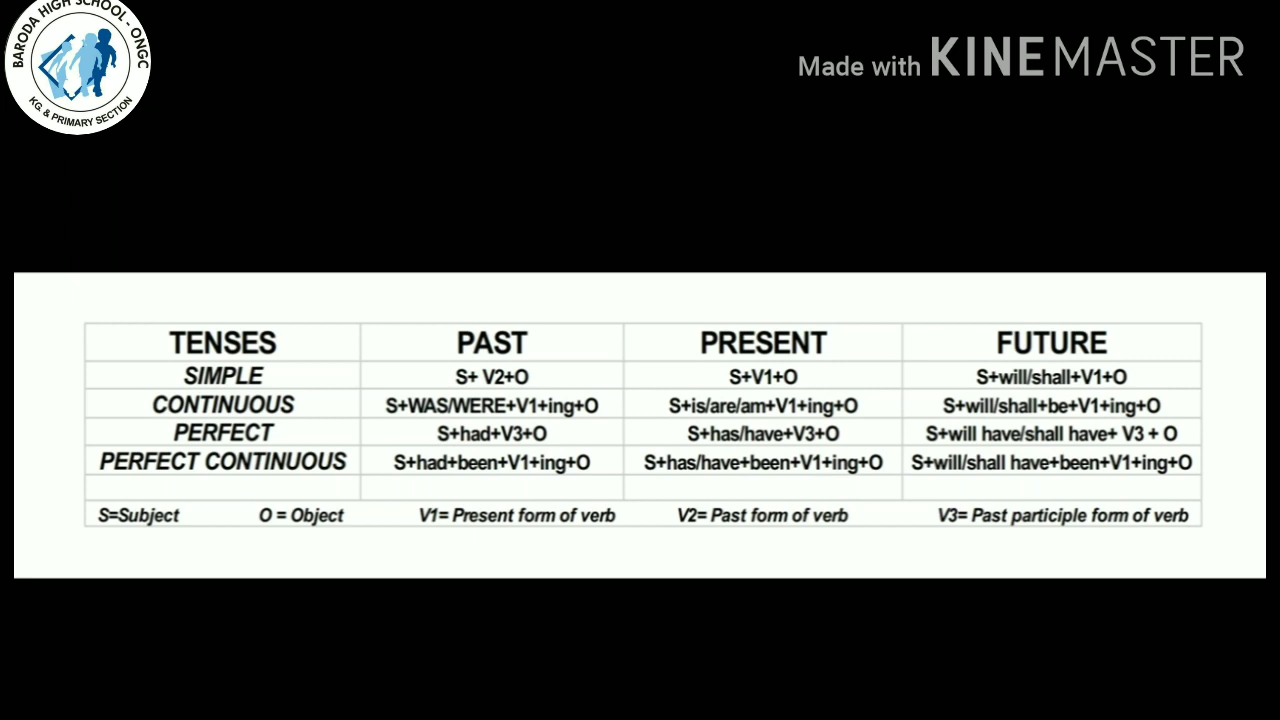 BARODA HIGH SCHOOL - ONGC
KG. & PRIMARY SECTION
Made with KINEMASTER
TENSES PAST PRESENT FUTURE
SIMPLE S+ V2+O S+V1+O S+will/shall+V1+O
CONTINUOUS S+WAS/WERE+V1+ing+O S+is/are/am+V1+ing+O S+will/shall+be+V1+ing+O
PERFECT S+had+V3+O S+has/have+V3+O S+will have/shall have+ V3 + O
PERFECT CONTINUOUS S+had+been+V1+ing+O S+has/have+been+V1+ing+O S+will/shall have+been+V1+ing+O
S=Subject O = Object V1= Present form of verb V2= Past form of verb V3= Past participle form of verb